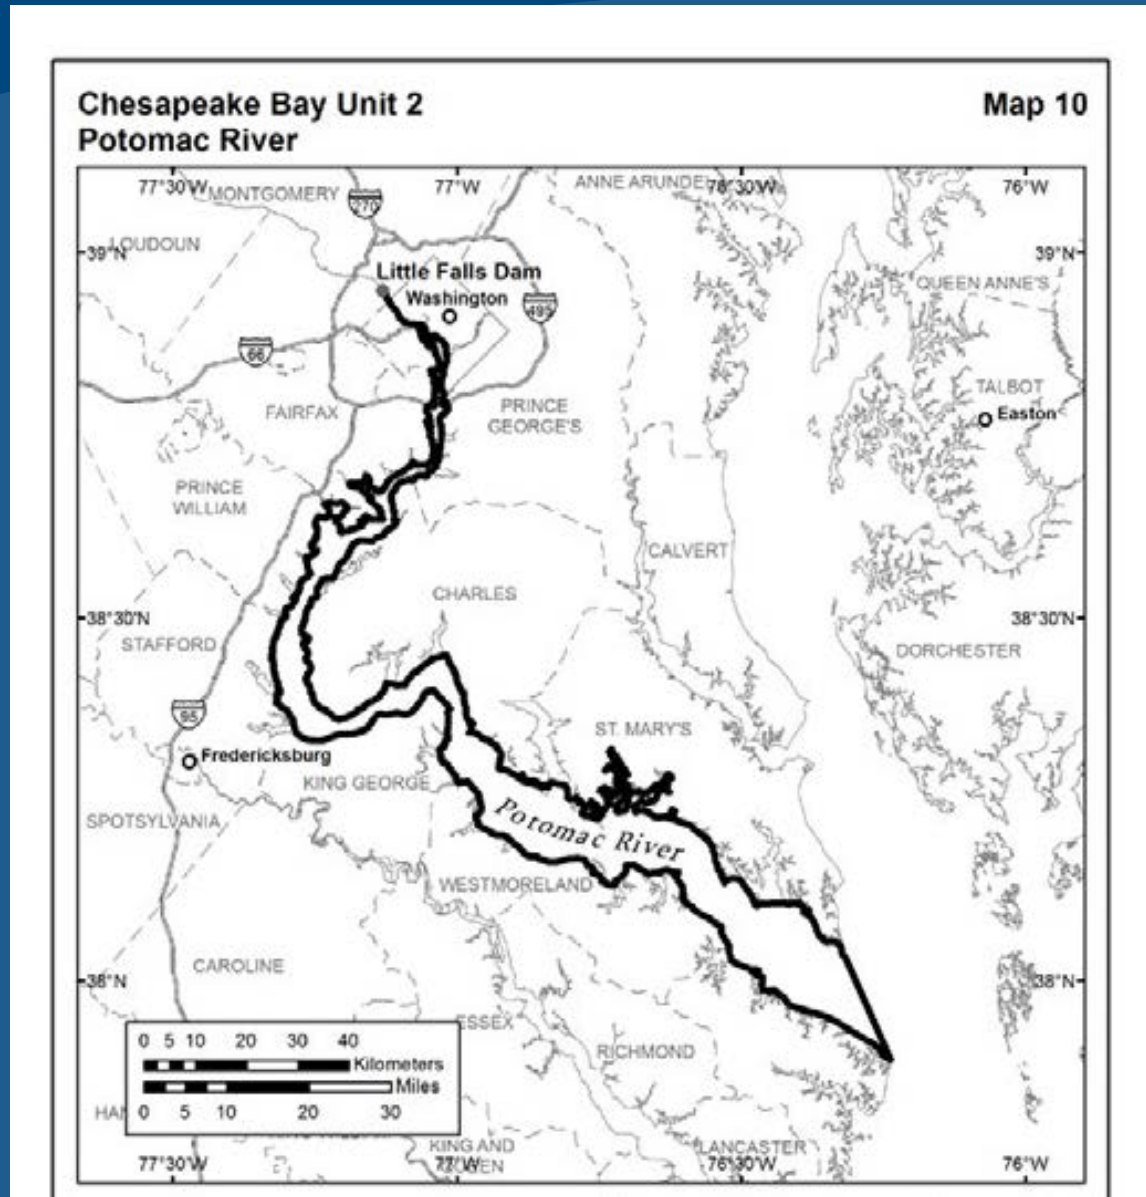 Chesapeake Bay Unit 2
Map 10
Potomac River
77°30'W
77°W
76°30'W
76°W
MONTGOMERY
270
ANNE ARUNDEL
LOUDOUN
39°N
39°N
Little Falls Dam
QUEEN ANNE'S
Washington
495
66
TALBOT
FAIRFAX
PRINCE
GEORGE'S
Easton
PRINCE
WILLIAM
CALVERT
CHARLES
38°30'N
38°30'N
STAFFORD
DORCHESTER
95
ST. MARY'S
Fredericksburg
KING GEORGE
SPOTSYLVANIA
Potomac River
WESTMORELAND
CAROLINE
38°N
38°N
ESSEX
0 5 10 20 30 40
Kilometers
RICHMOND
Miles
0 5 10 20 30
KING AND
QUEEN
LANCASTER
77°30'W
77°W
76°30'W
76°W